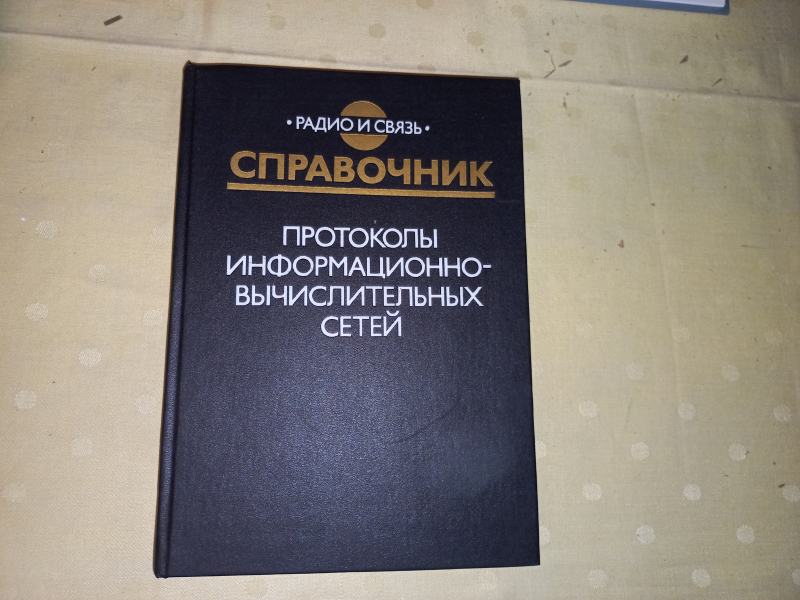 • РАДИО И СВЯЗЬ •
СПРАВОЧНИК
ПРОТОКОЛЫ
ИНФОРМАЦИОННО-
ВЫЧИСЛИТЕЛЬНЫХ
СЕТЕЙ